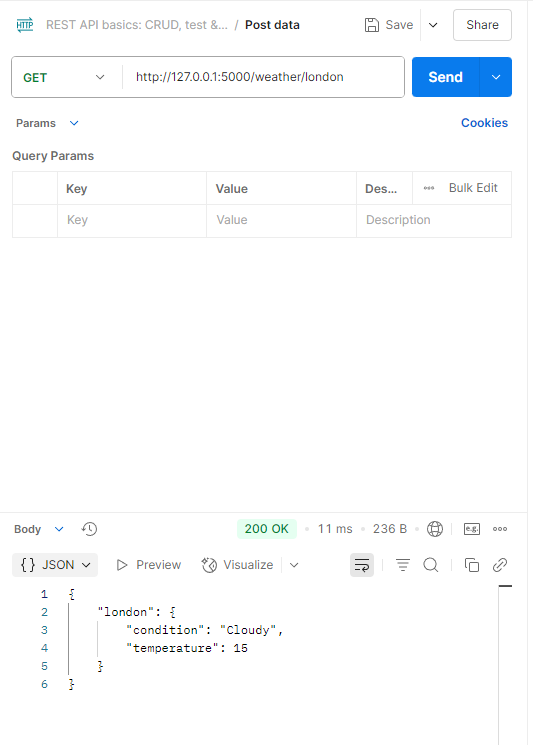 HTTP REST API basics: CRUD, test &... / Post data Save Share
GET http://127.0.0.1:5000/weather/london Send
Params Cookies
Query Params
Key Value Des... Bulk Edit
Key Value Description
Body 200 OK 11 ms 236 B e.g.
{} JSON Preview Visualize
1 {
2 "london": {
3 "condition": "Cloudy",
4 "temperature": 15
5 }
6 }